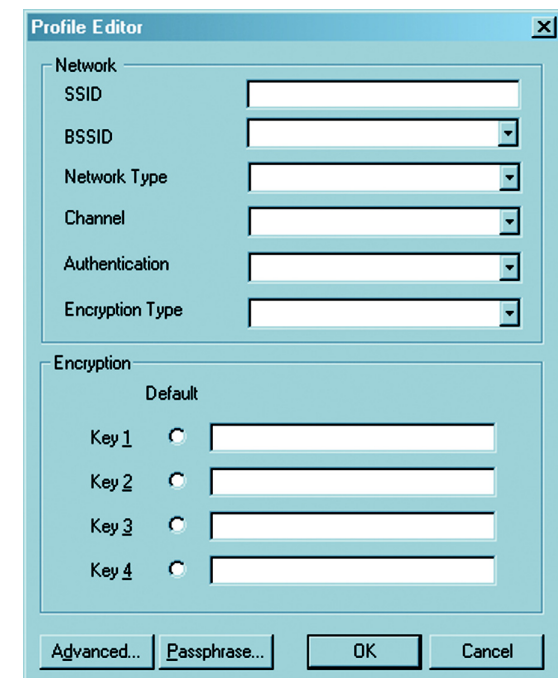 Profile Editor
Network
SSID
BSSID
Network Type
Channel
Authentication
Encryption Type
Encryption
Default
Key 1
Key 2
Key 3
Key 4
Advanced... Passphrase... OK Cancel